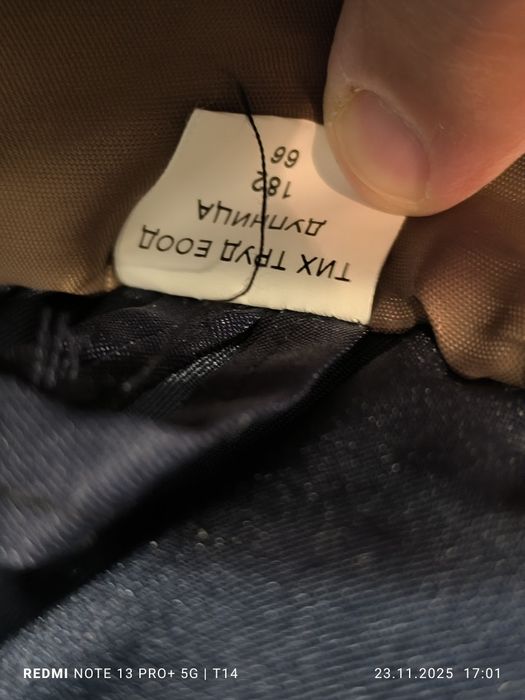 ТИХ ТРУД ЕООД
ДУПНИЦА
182
66
REDMI NOTE 13 PRO+ 5G | T14
23.11.2025 17:01